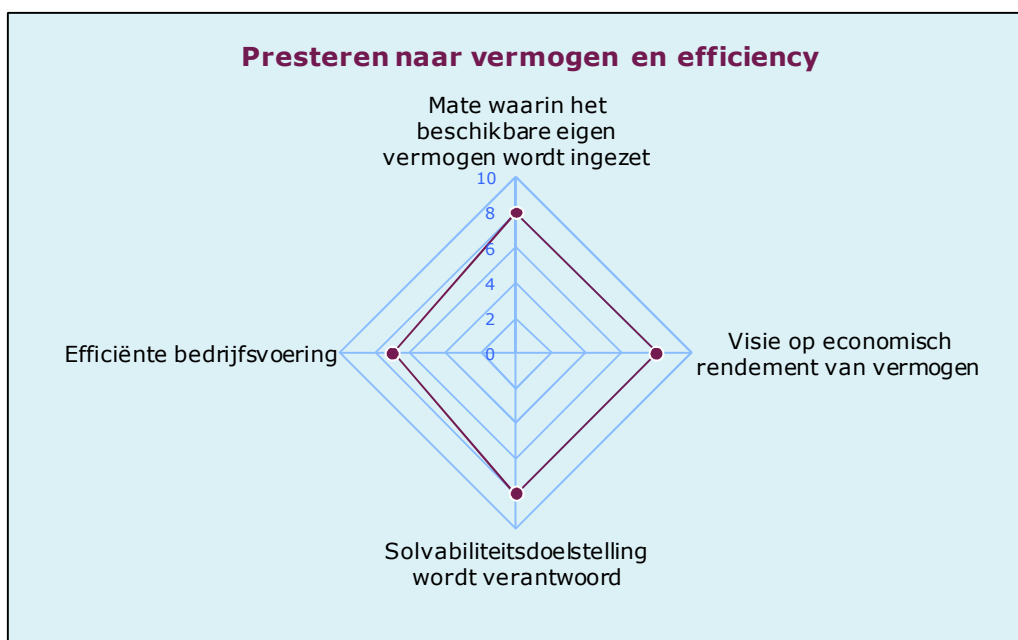 Presteren naar vermogen en efficiency
Mate waarin het
beschikbare eigen
vermogen wordt ingezet
10
8
6
4
2
0
Efficiënte bedrijfsvoering
Visie op economisch
rendement van vermogen
Solvabiliteitsdoelstelling
wordt verantwoord